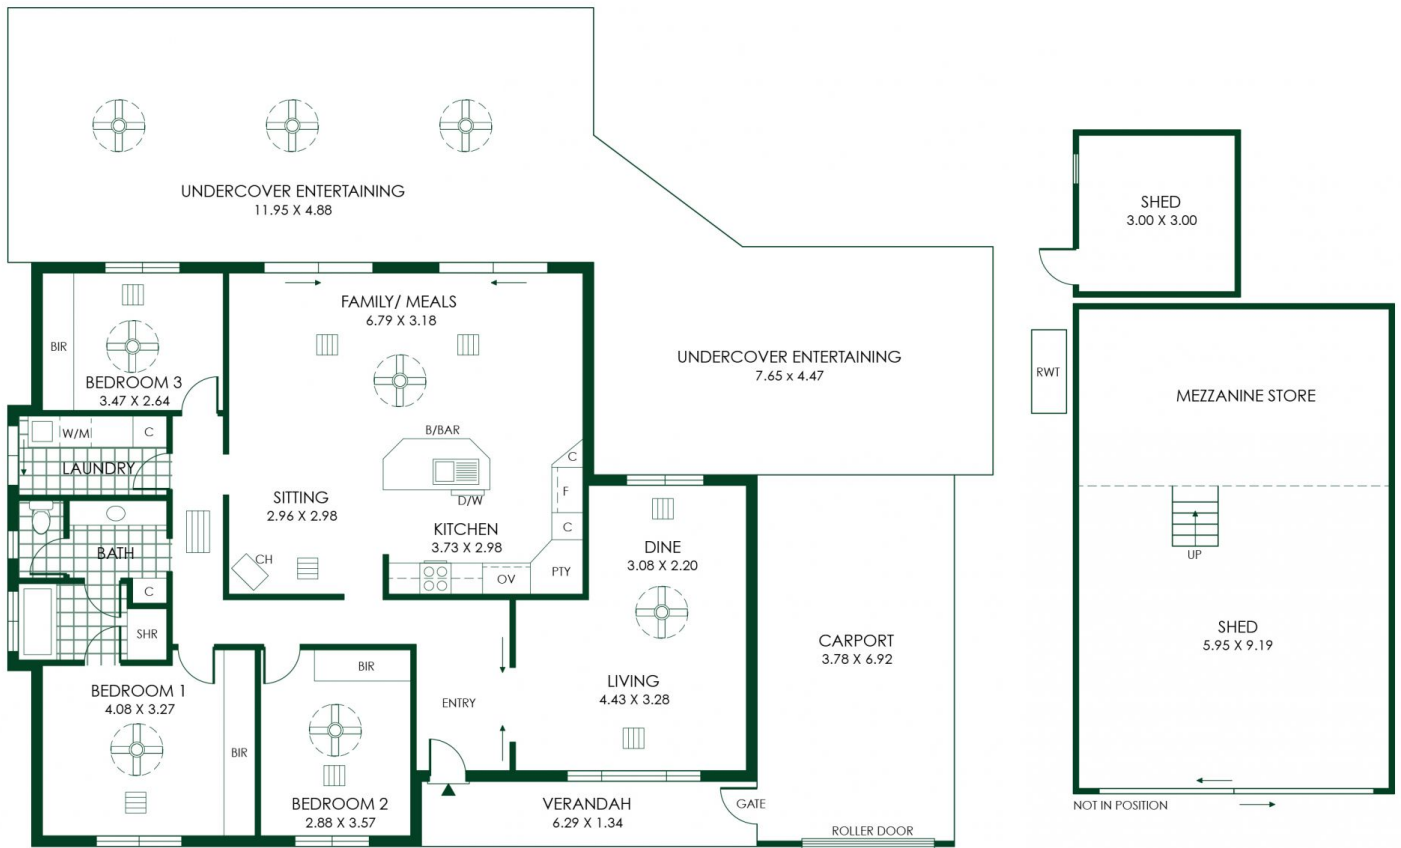 UNDERCOVER ENTERTAINING
11.95 X 4.88
SHED
3.00 X 3.00
FAMILY/ MEALS
6.79 X 3.18
BIR
BEDROOM 3
3.47 X 2.64
UNDERCOVER ENTERTAINING
7.65 x 4.47
RWT
MEZZANINE STORE
W/M
C
LAUNDRY
B/BAR
C
F
C
D/W
SITTING
2.96 X 2.98
KITCHEN
3.73 X 2.98
CH
OV
PTY
DINE
3.08 X 2.20
UP
BATH
C
SHR
SHED
5.95 X 9.19
CARPORT
3.78 X 6.92
BIR
LIVING
4.43 X 3.28
ENTRY
BEDROOM 1
4.08 X 3.27
BIR
BEDROOM 2
2.88 X 3.57
VERANDAH
6.29 X 1.34
GATE
ROLLER DOOR
NOT IN POSITION